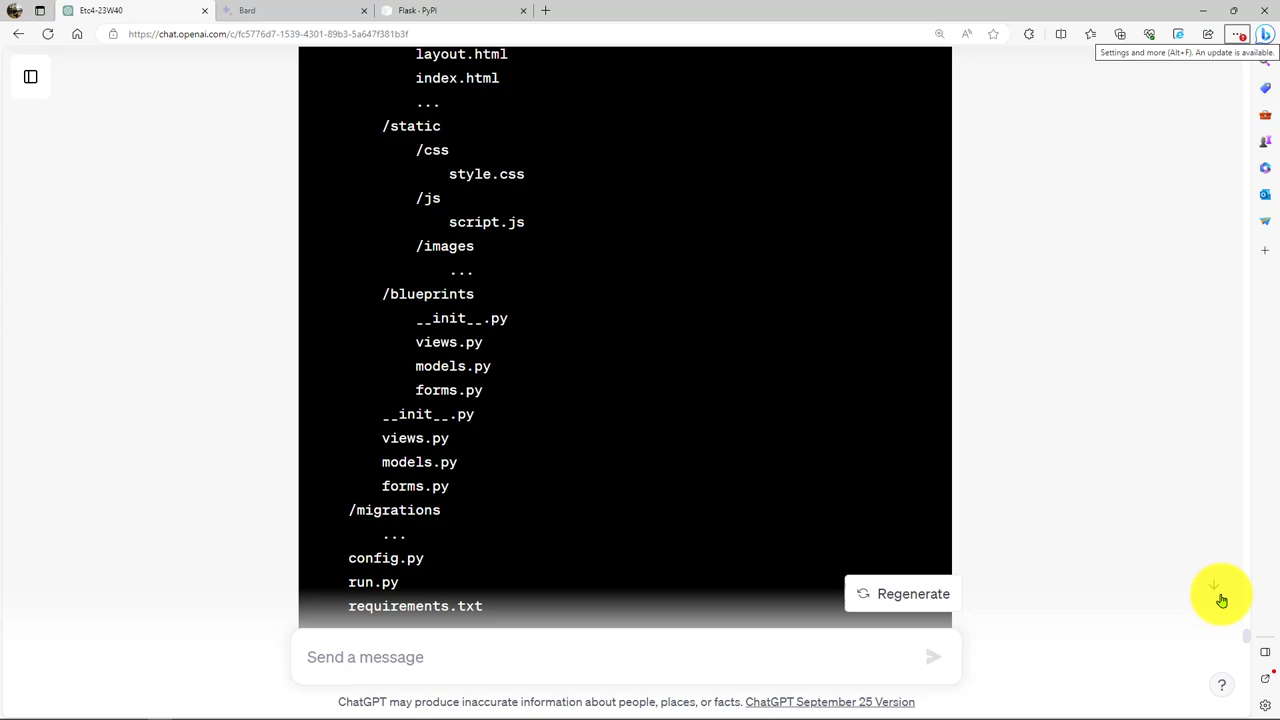 Etc4-23W40
Bard
Flask · PyPI
https://chat.openai.com/c/fc5776d7-1539-4301-89b3-5a647f381b3f
Settings and more (Alt+F). An update is available.
layout.html
index.html
...
/static
/css
style.css
/js
script.js
/images
...
/blueprints
__init__.py
views.py
models.py
forms.py
__init__.py
views.py
models.py
forms.py
/migrations
...
config.py
run.py
requirements.txt
Regenerate
Send a message
ChatGPT may produce inaccurate information about people, places, or facts. ChatGPT September 25 Version
?